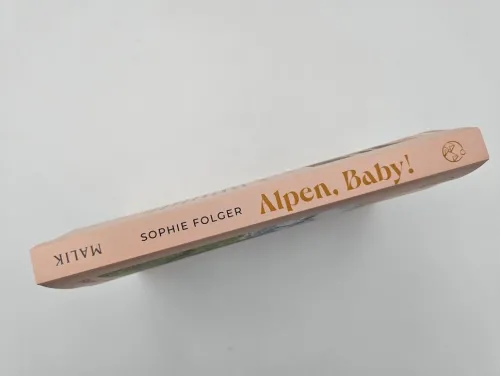 MALIK
SOPHIE FOLGER
Alpen, Baby!